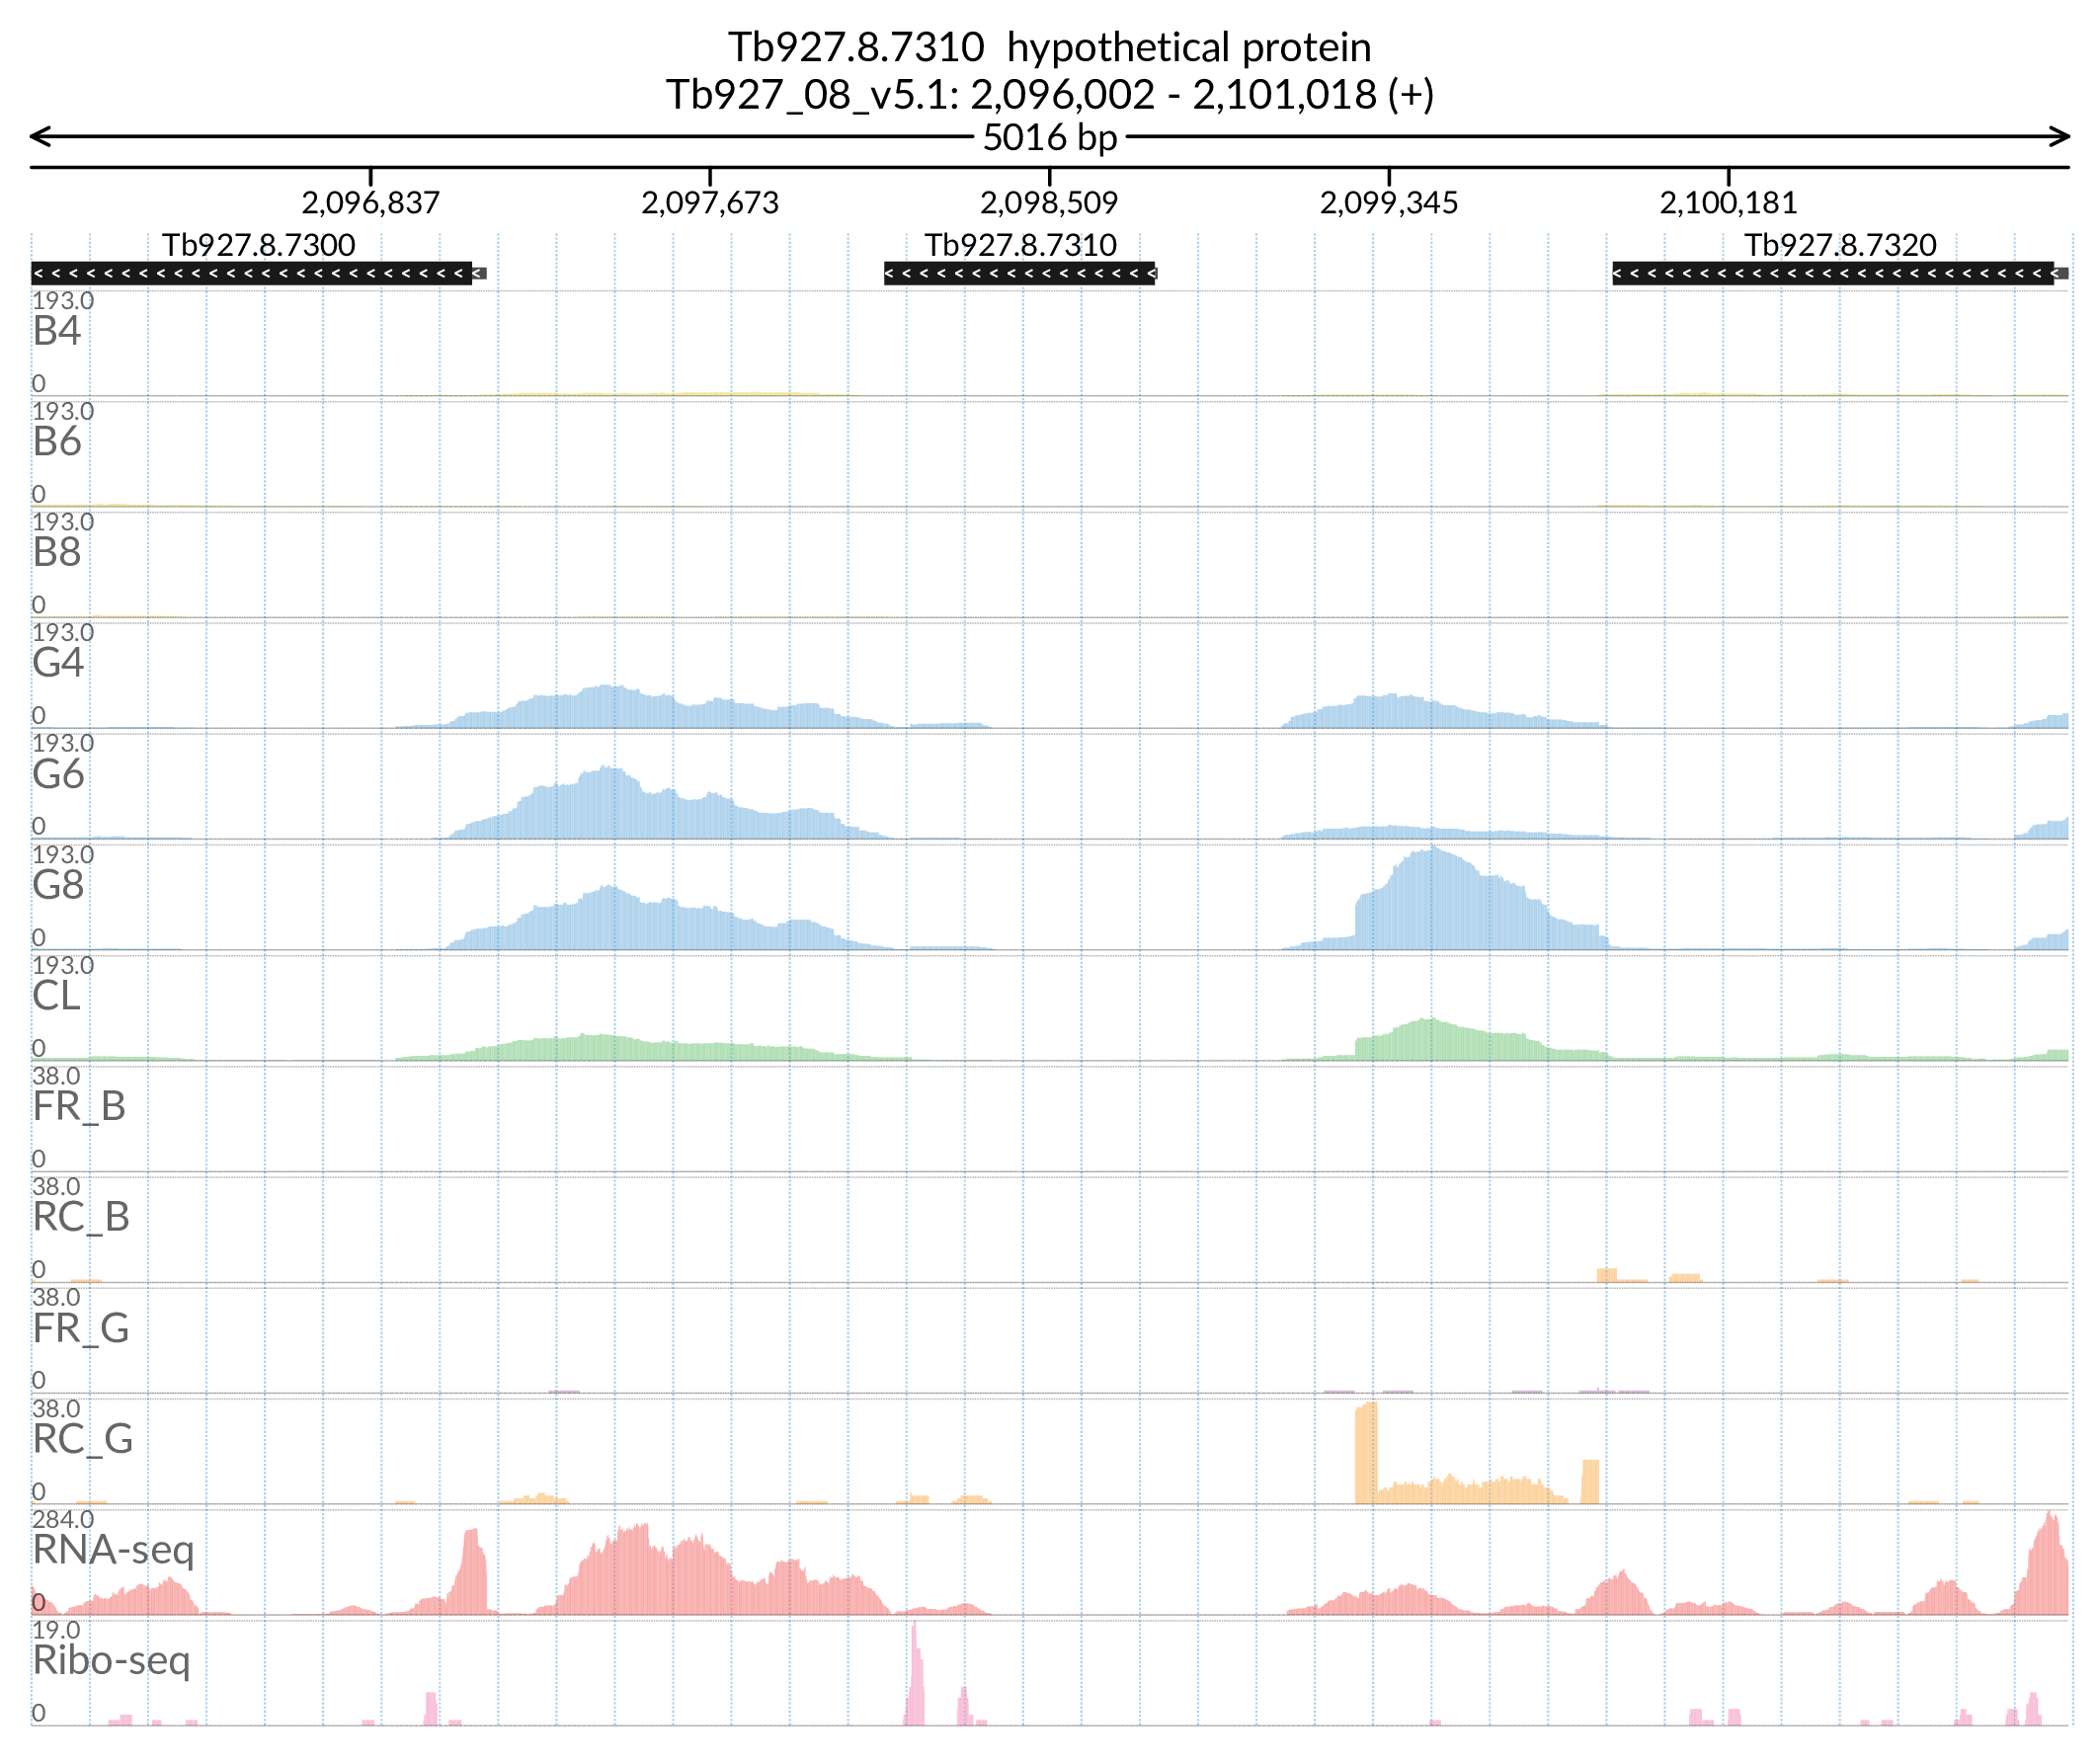 Tb927.8.7310 hypothetical protein
Tb927_08_v5.1: 2,096,002 - 2,101,018 (+)
5016 bp
2,096,837 2,097,673 2,098,509 2,099,345 2,100,181
Tb927.8.7300 Tb927.8.7310 Tb927.8.7320
193.0
B4
0
193.0
B6
0
193.0
B8
0
193.0
G4
0
193.0
G6
0
193.0
G8
0
193.0
CL
0
38.0
FR_B
0
38.0
RC_B
0
38.0
FR_G
0
38.0
RC_G
0
284.0
RNA-seq
0
19.0
Ribo-seq
0